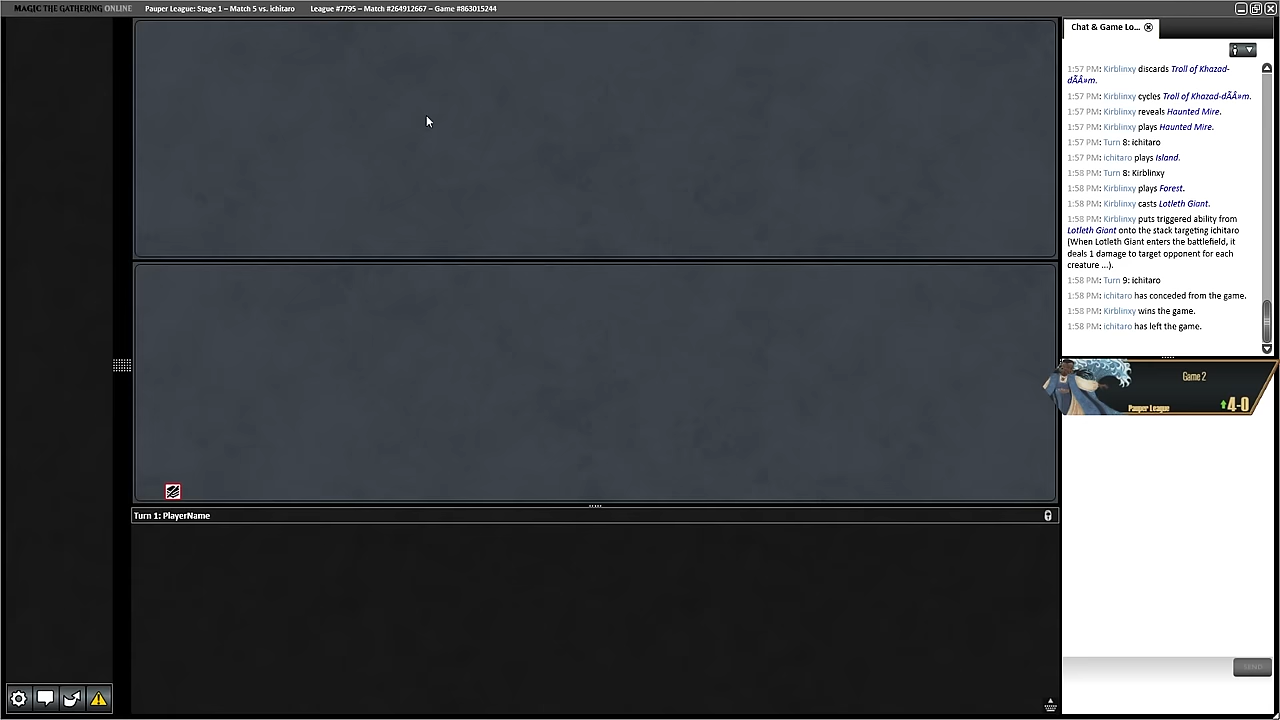 MAGIC THE GATHERING ONLINE
Pauper League: Stage 1 – Match 5 vs. ichitaro
League #7795 – Match #264912667 – Game #863015244
Chat & Game Lo...
1:57 PM: Kirblinxy discards Troll of Khazad-
dÃÂ»m.
1:57 PM: Kirblinxy cycles Troll of Khazad-dÃÂ»m.
1:57 PM: Kirblinxy reveals Haunted Mire.
1:57 PM: Kirblinxy plays Haunted Mire.
1:57 PM: Turn 8: ichitaro
1:57 PM: ichitaro plays Island.
1:58 PM: Turn 8: Kirblinxy
1:58 PM: Kirblinxy plays Forest.
1:58 PM: Kirblinxy casts Lotleth Giant.
1:58 PM: Kirblinxy puts triggered ability from
Lotleth Giant onto the stack targeting ichitaro
(When Lotleth Giant enters the battlefield, it
deals 1 damage to target opponent for each
creature ...).
1:58 PM: Turn 9: ichitaro
1:58 PM: ichitaro has conceded from the game.
1:58 PM: Kirblinxy wins the game.
1:58 PM: ichitaro has left the game.
Game 2
Pauper League
4-0
Turn 1: PlayerName
SEND